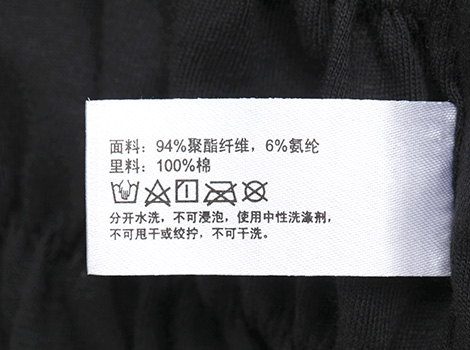 面料：94%聚酯纤维，6%氨纶
里料：100%棉
分开水洗，不可浸泡，使用中性洗涤剂，
不可甩干或绞拧，不可干洗。